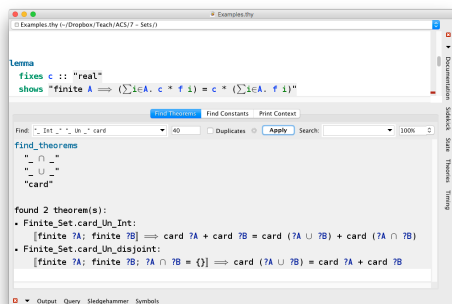 Examples.thy
Examples.thy (~/Dropbox/Teach/ACS/7 - Sets/)
lemma
fixes c :: "real"
shows "finite A ⟹ (∑i∈A. c * f i) = c * (∑i∈A. f i)"
Find Theorems Find Constants Print Context
Find: "_ Int _" "_ Un _" card 40 Duplicates Apply Search: 100%
find_theorems
"_ ∩ _"
"_ ∪ _"
"card"
found 2 theorem(s):
• Finite_Set.card_Un_Int:
⟦finite ?A; finite ?B⟧ ⟹ card ?A + card ?B = card (?A ∪ ?B) + card (?A ∩ ?B)
• Finite_Set.card_Un_disjoint:
⟦finite ?A; finite ?B; ?A ∩ ?B = {}⟧ ⟹ card (?A ∪ ?B) = card ?A + card ?B
Output Query Sledgehammer Symbols
Documentation
Sidekick
State
Theories
Timing